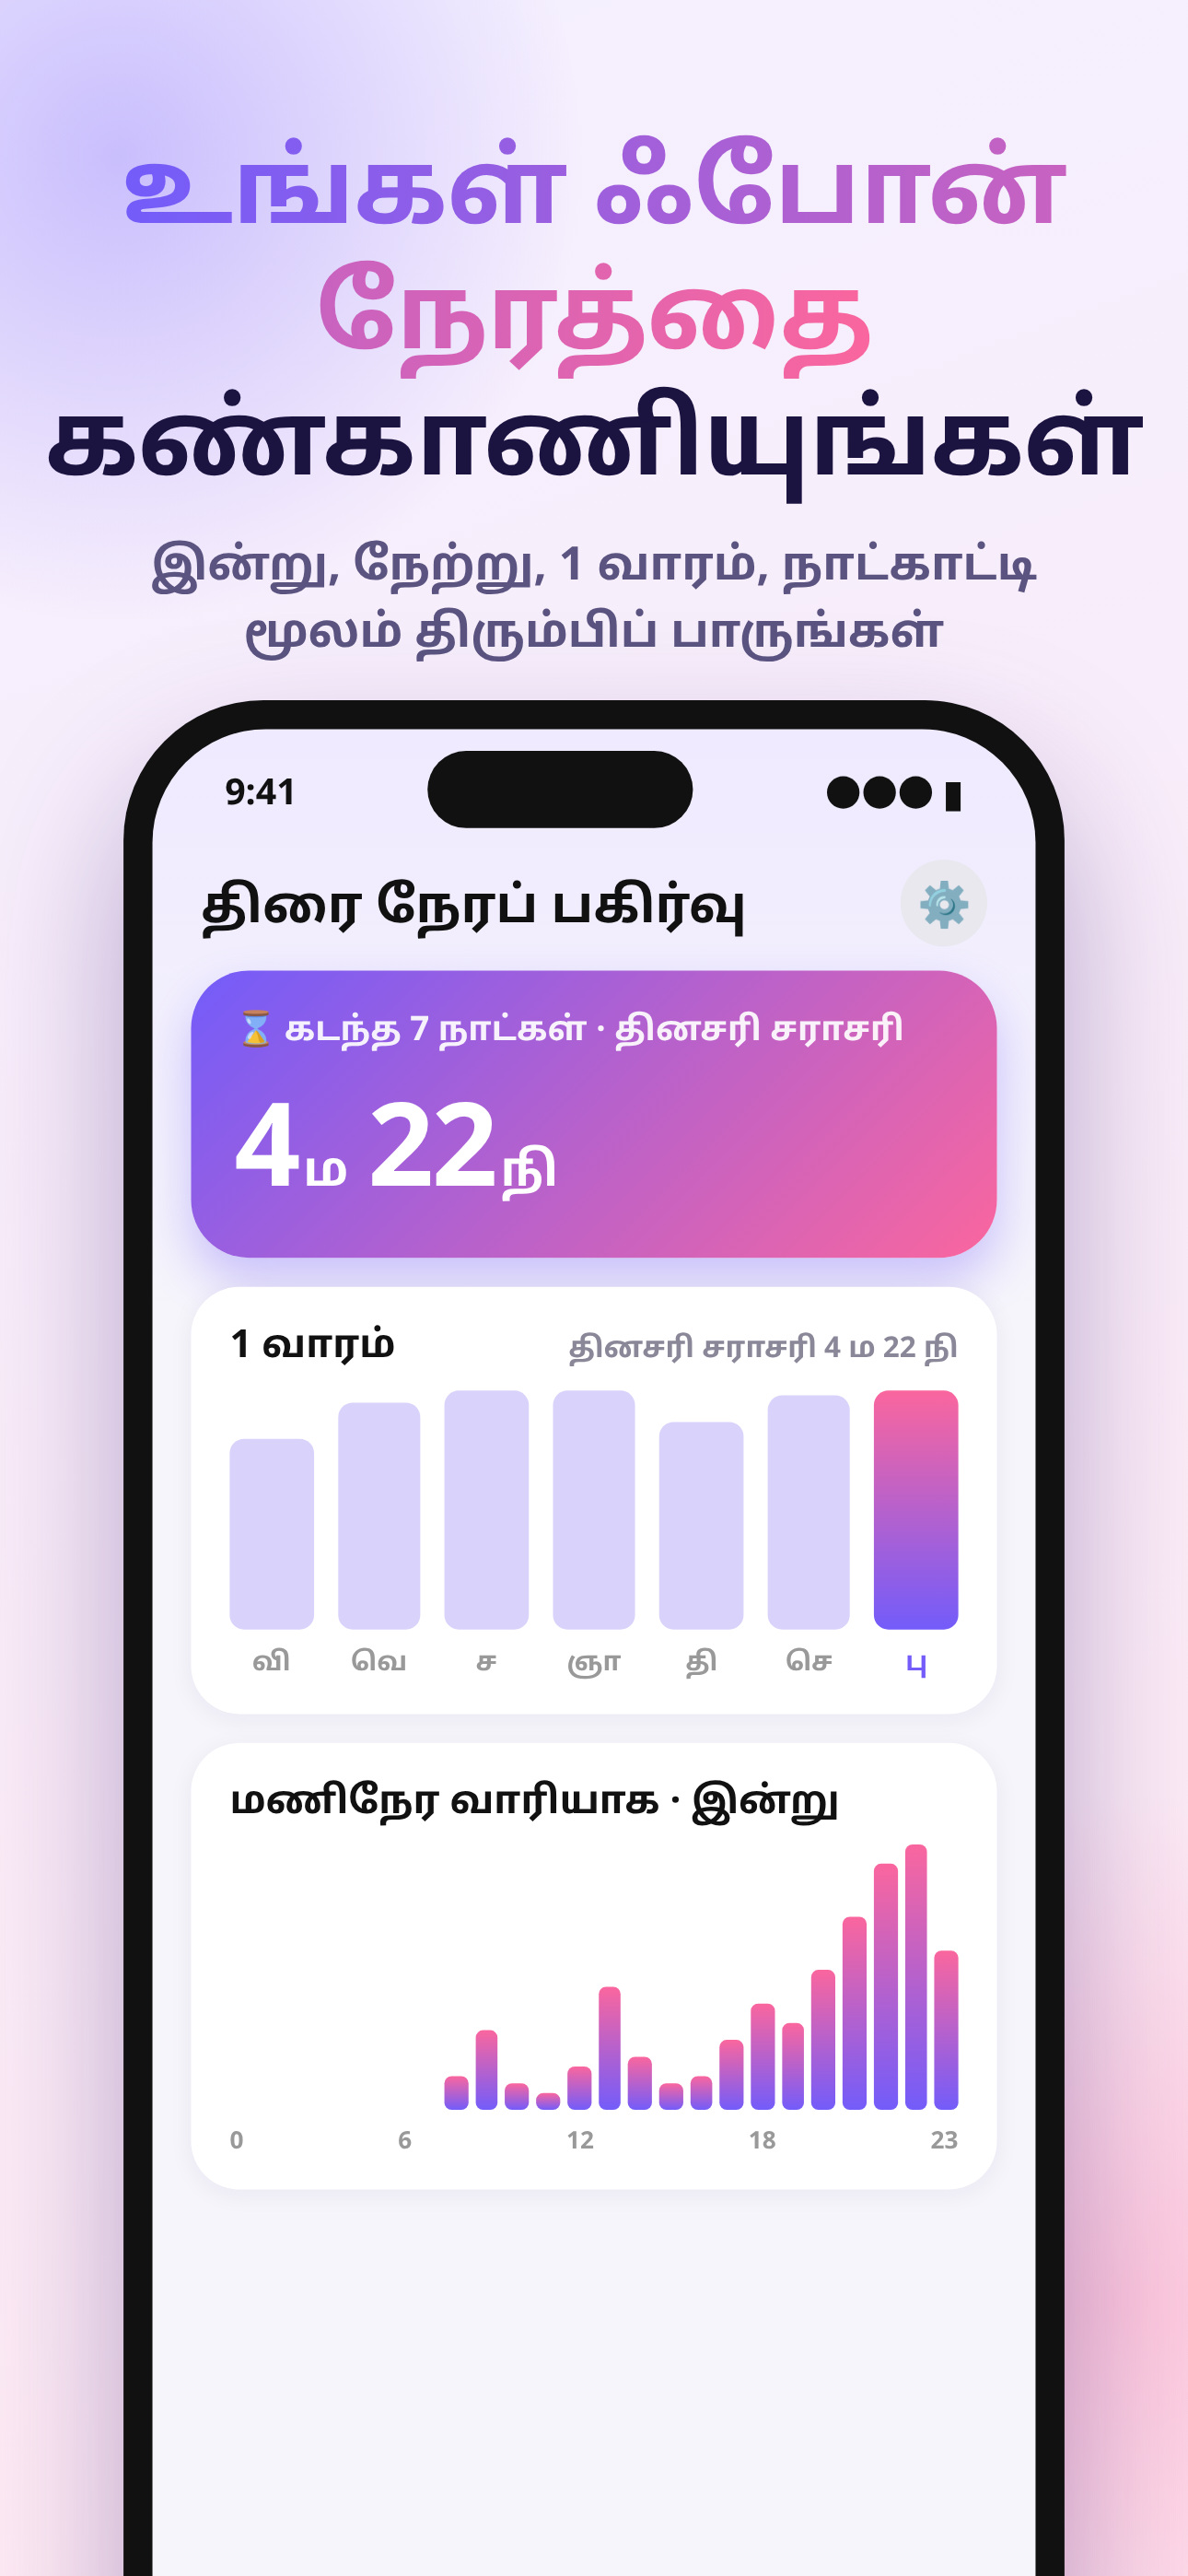 உங்கள் ஃபோன்
நேரத்தை
கண்காணியுங்கள்
இன்று, நேற்று, 1 வாரம், நாட்காட்டி
மூலம் திரும்பிப் பாருங்கள்
9:41
திரை நேரப் பகிர்வு
கடந்த 7 நாட்கள் · தினசரி சராசரி
4ம 22நி
1 வாரம் தினசரி சராசரி 4 ம 22 நி
வி வெ ச ஞா தி செ பு
மணிநேர வாரியாக · இன்று
0 6 12 18 23